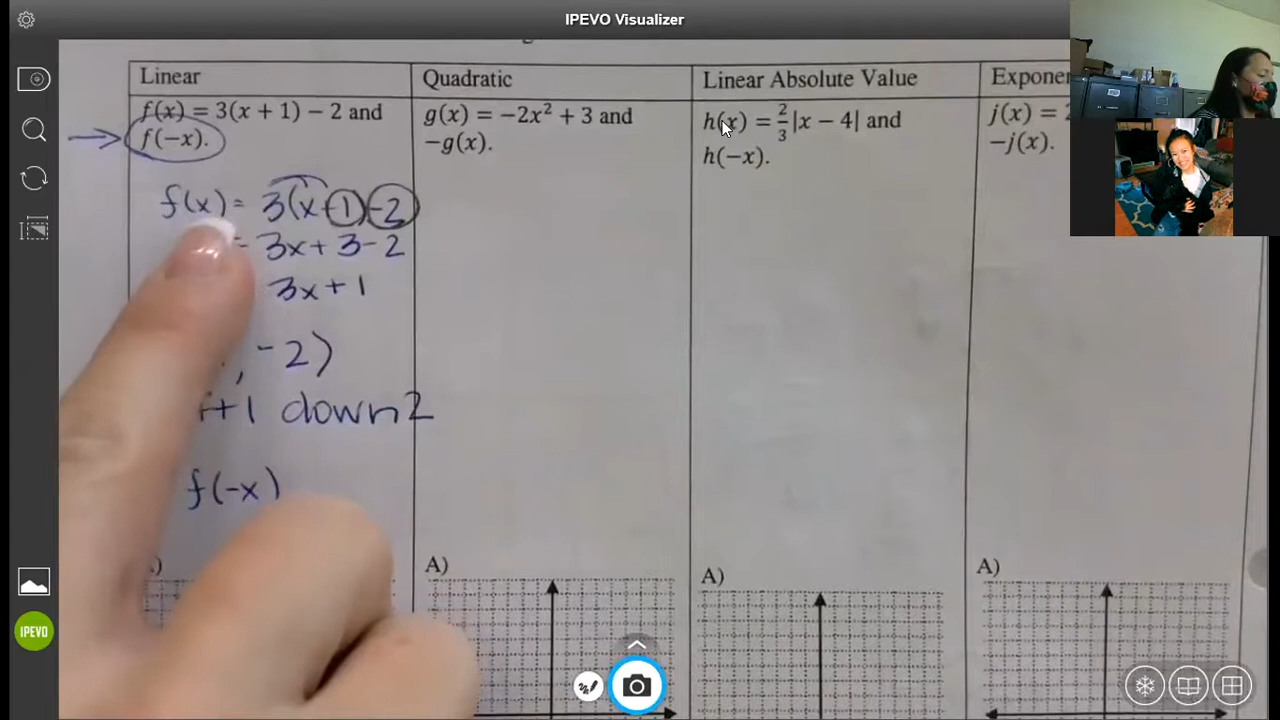 IPEVO Visualizer
Linear
f(x) = 3(x + 1) − 2 and
f(−x).
f(x) = 3(x+1)-2
= 3x+3-2
3x+1
, -2)
down 2
f(-x)
A)
Quadratic
g(x) = −2x² + 3 and
−g(x).
A)
Linear Absolute Value
h(x) = 2/3|x − 4| and
h(−x).
A)
j(x) = 2
−j(x).
A)
IPEVO